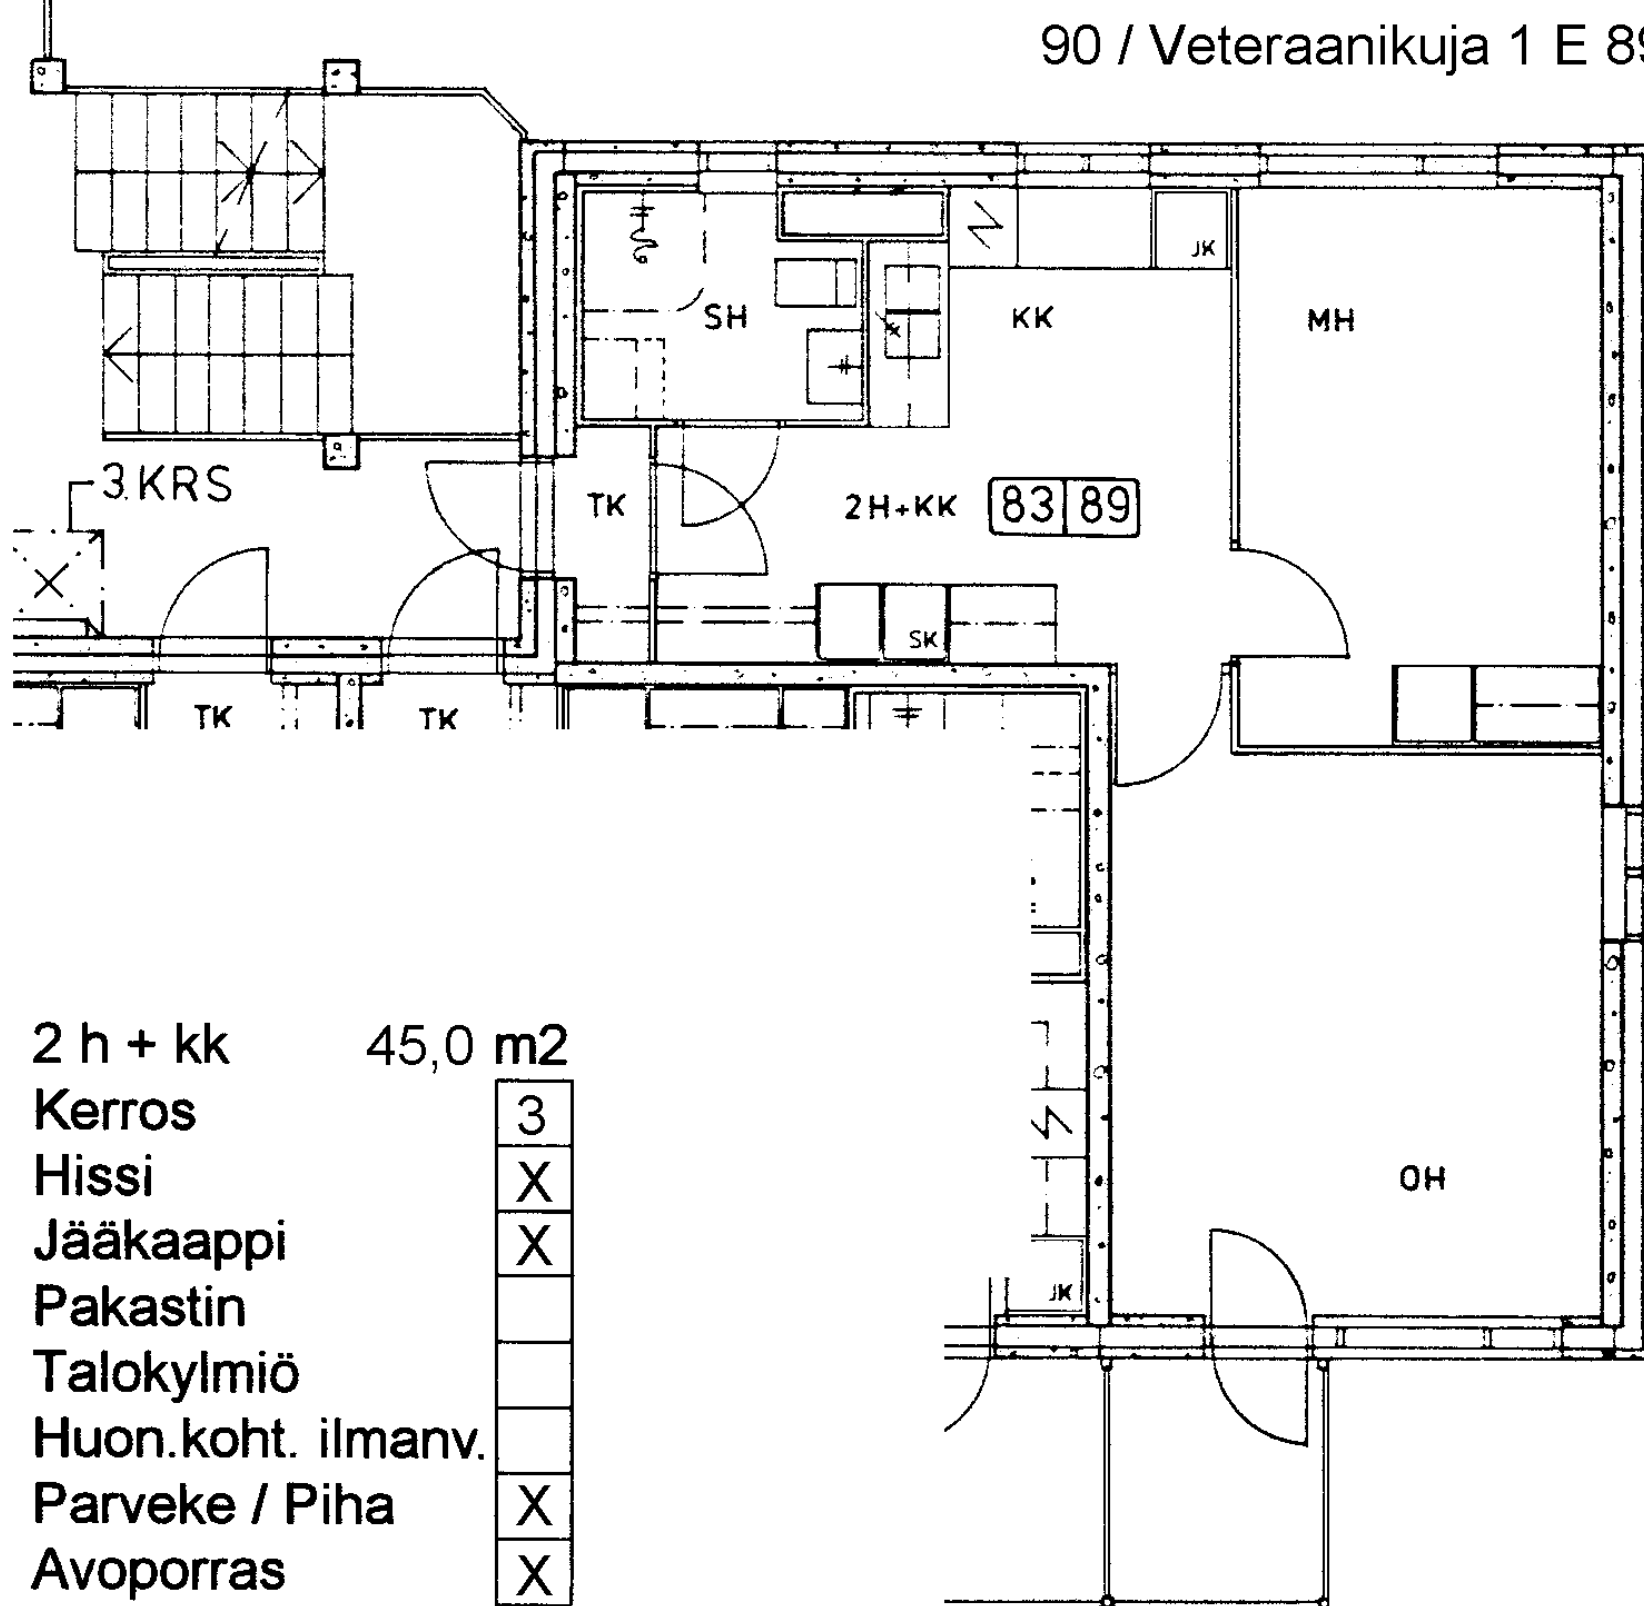 90 / Veteraanikuja 1 E 89
SH
KK
JK
MH
3.KRS
TK
2H+KK 83 89
SK
TK
TK
JK
OH
2 h + kk 45,0 m2
Kerros 3
Hissi X
Jääkaappi X
Pakastin
Talokylmiö
Huon.koht. ilmanv.
Parveke / Piha X
Avoporras X